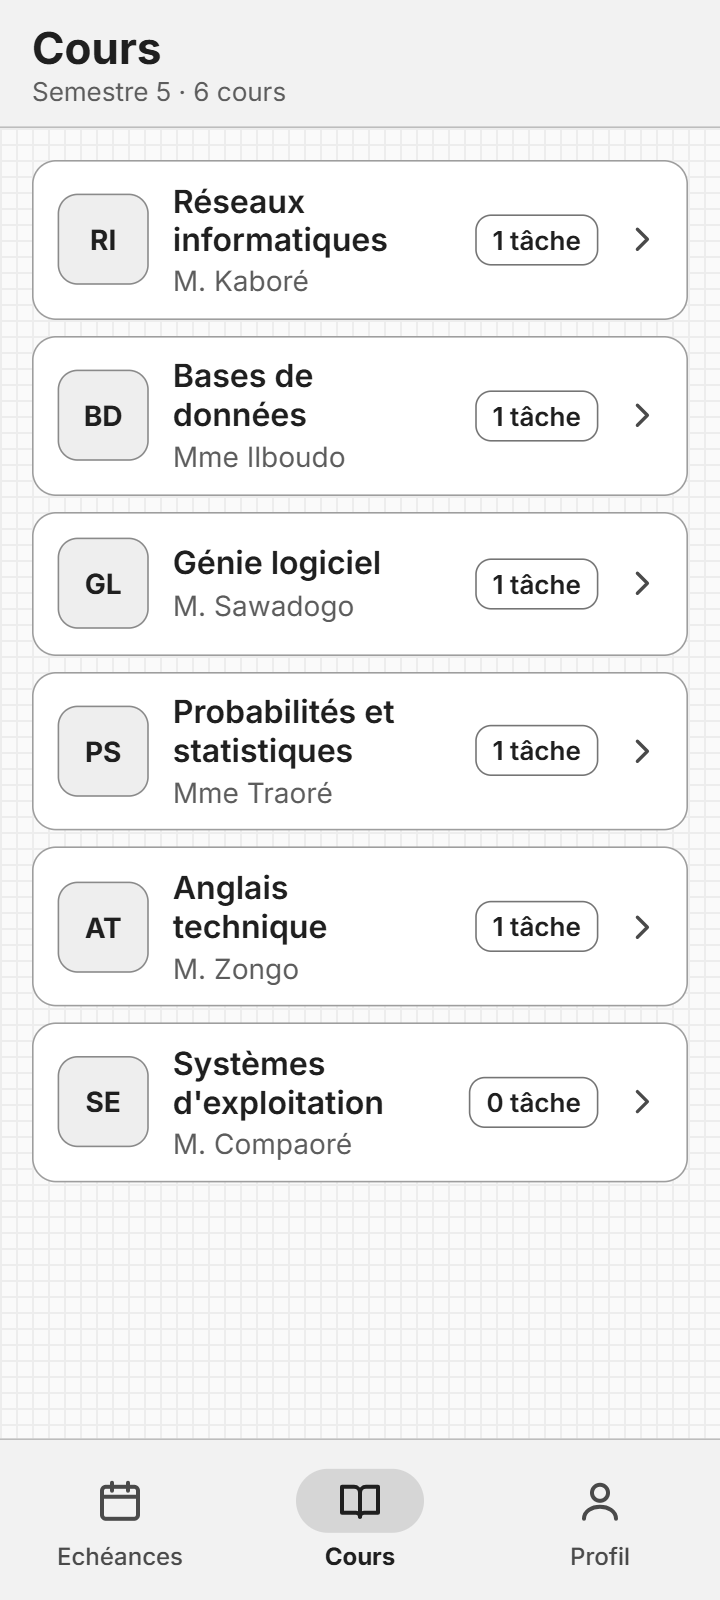 Cours
Semestre 5 · 6 cours
RI
Réseaux
informatiques
M. Kaboré
1 tâche
BD
Bases de
données
Mme Ilboudo
1 tâche
GL
Génie logiciel
M. Sawadogo
1 tâche
PS
Probabilités et
statistiques
Mme Traoré
1 tâche
AT
Anglais
technique
M. Zongo
1 tâche
SE
Systèmes
d'exploitation
M. Compaoré
0 tâche
Echéances
Cours
Profil